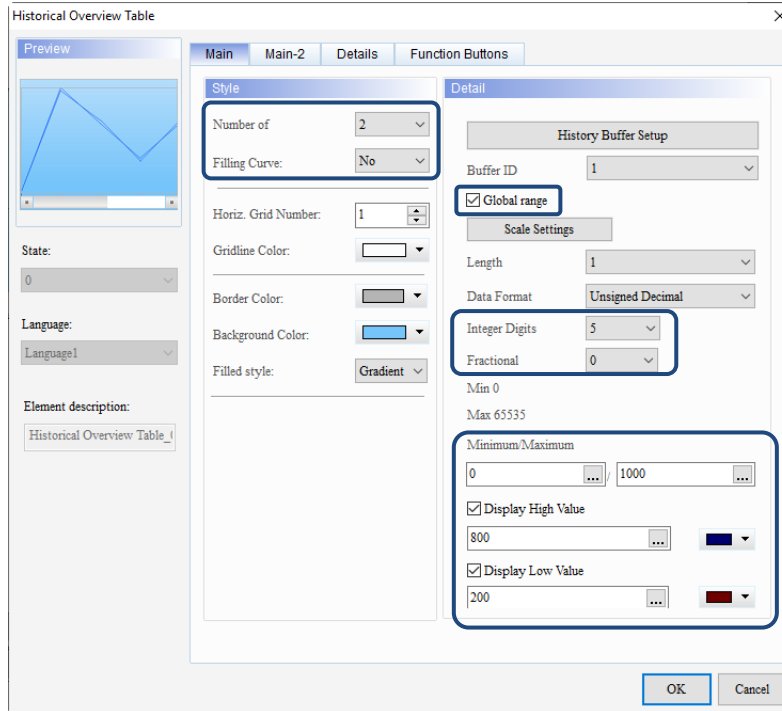 Historical Overview Table
Preview
State:
0
Language:
Language1
Element description:
Historical Overview Table_
Main
Main-2
Details
Function Buttons
Style
Number of
2
Filling Curve:
No
Horiz. Grid Number:
1
Gridline Color:
Border Color:
Background Color:
Filled style:
Gradient
Detail
History Buffer Setup
Buffer ID
1
Global range
Scale Settings
Length
1
Data Format
Unsigned Decimal
Integer Digits
5
Fractional
0
Min 0
Max 65535
Minimum/Maximum
0 ... / 1000 ...
Display High Value
800 ...
Display Low Value
200 ...
OK
Cancel